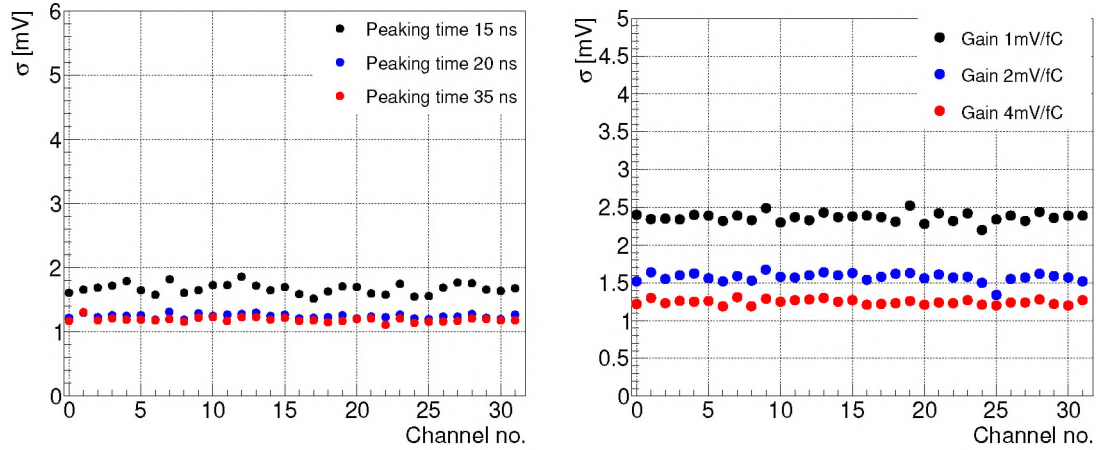 σ [mV]
6
5
4
3
2
1
0
Peaking time 15 ns
Peaking time 20 ns
Peaking time 35 ns
0 5 10 15 20 25 30
Channel no.
σ [mV]
5
4.5
4
3.5
3
2.5
2
1.5
1
0.5
0
Gain 1mV/fC
Gain 2mV/fC
Gain 4mV/fC
0 5 10 15 20 25 30
Channel no.